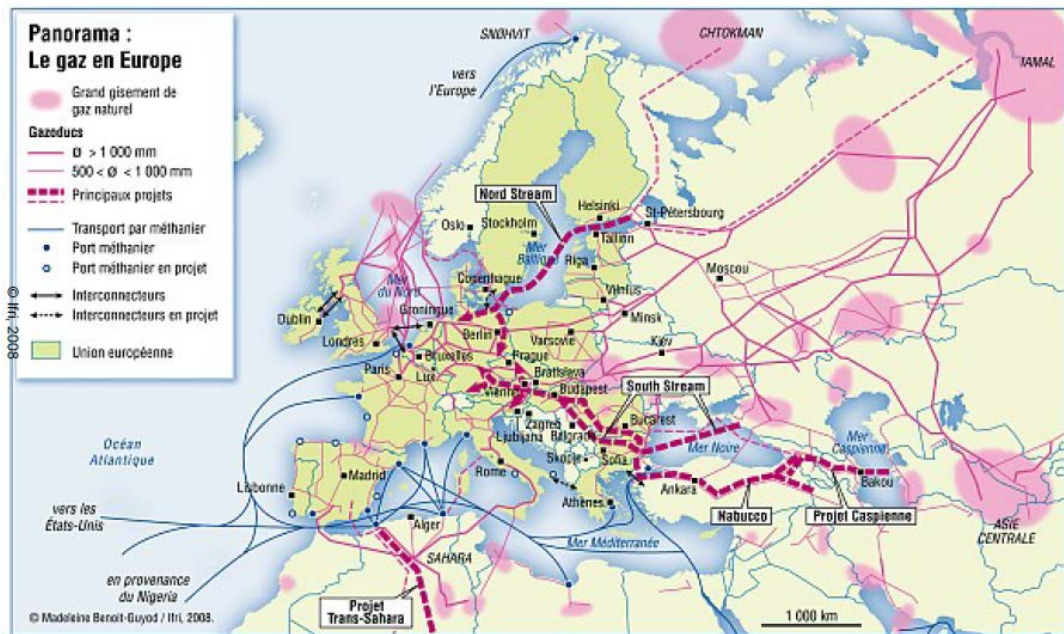 Panorama :
Le gaz en Europe
Grand gisement de
gaz naturel
Gazoducs
Ø > 1 000 mm
500 < Ø < 1 000 mm
Principaux projets
Transport par méthanier
Port méthanier
Port méthanier en projet
Interconnecteurs
Interconnecteurs en projet
Union européenne
© Ifri, 2008
SNØHVIT
CHTOKMAN
IAMAL
vers
l'Europe
Nord Stream
Helsinki
St-Pétersbourg
Oslo
Stockholm
Tallinn
Mer
Baltique
Riga
Moscou
Mer
du Nord
Copenhague
Vilnius
Groningue
Minsk
Dublin
Berlin
Varsovie
Londres
Kiév
Bruxelles
Prague
Paris
Lux.
Bratislava
Vienne
Budapest
South Stream
Zagreb
Bucarest
Ljubljana
Belgrade
Mer Noire
Mer
Caspienne
Océan
Atlantique
Skopje
Sofia
Rome
Madrid
Bakou
Lisbonne
Ankara
Athènes
vers les
États-Unis
Alger
Nabucco
Projet Caspienne
Mer Méditerranée
ASIE
CENTRALE
SAHARA
en provenance
du Nigeria
Projet
Trans-Sahara
1 000 km
© Madeleine Benoit-Guyod / Ifri, 2008.